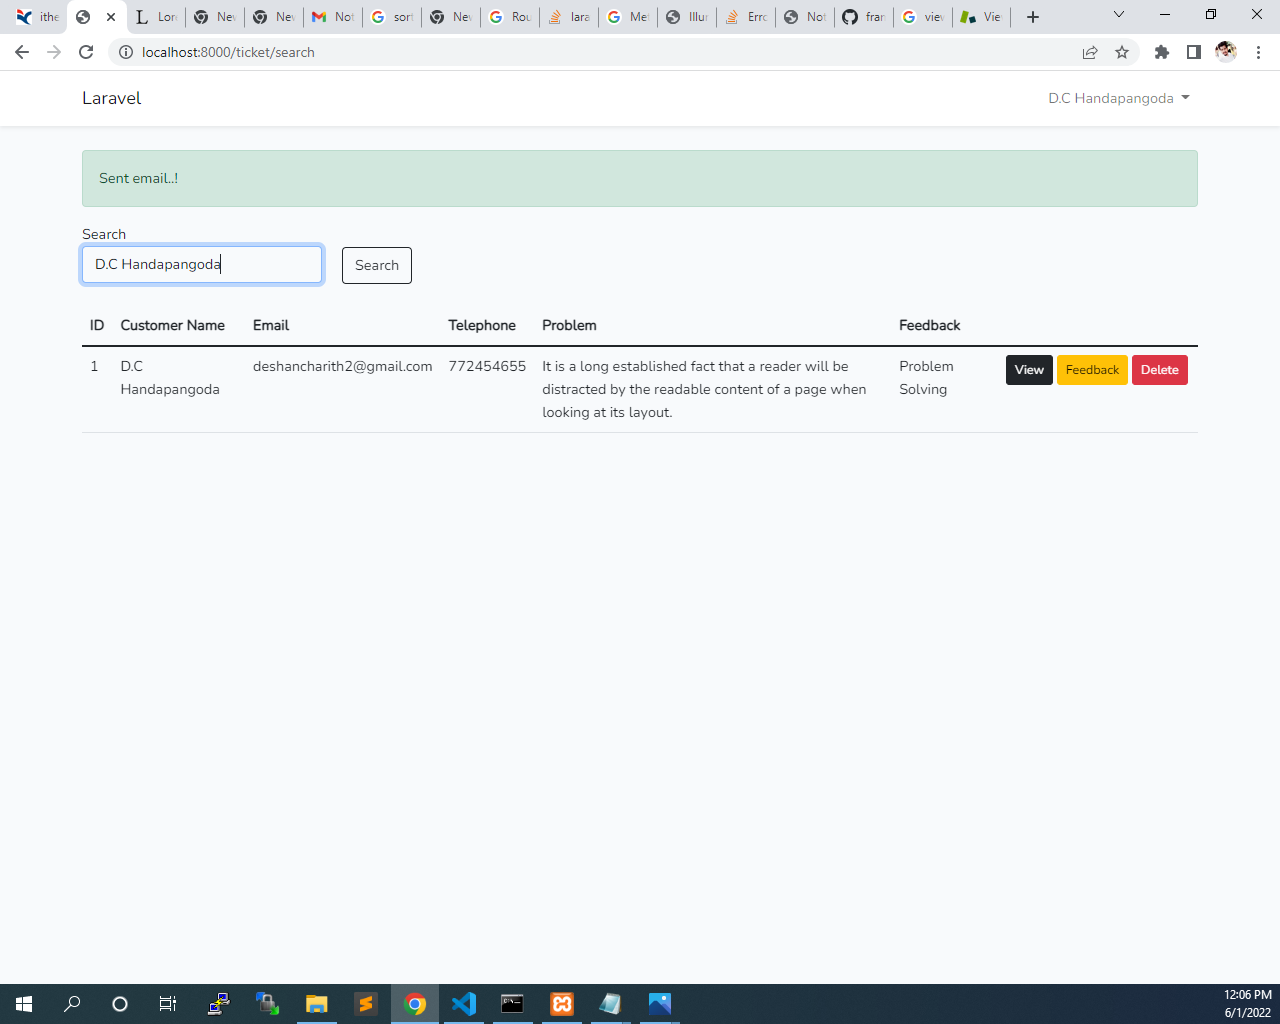 ithe
Lor
Nev
Nev
Not
sort
Nev
Rou
lara
Met
Illur
Erro
Not
fran
view
Viev
localhost:8000/ticket/search
Laravel
D.C Handapangoda
Sent email..!
Search
D.C Handapangoda
Search
ID Customer Name Email Telephone Problem Feedback
1 D.C Handapangoda deshancharith2@gmail.com 772454655 It is a long established fact that a reader will be
distracted by the readable content of a page when
looking at its layout. Problem Solving View Feedback Delete
12:06 PM
6/1/2022